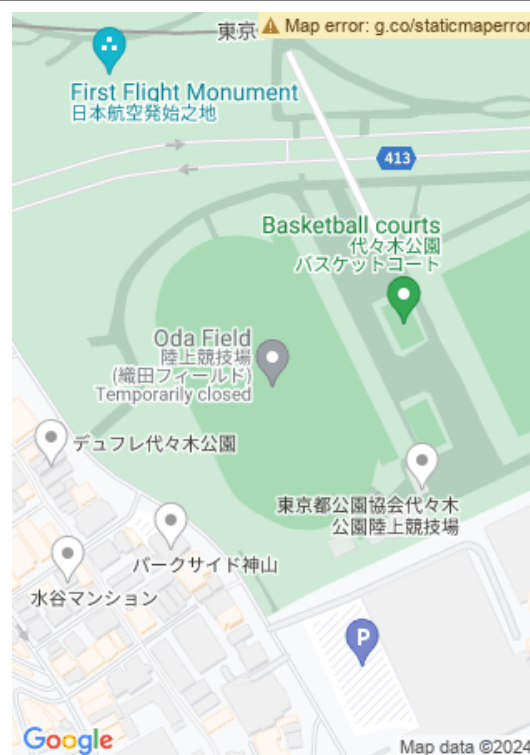 東京
Map error: g.co/staticmaperror
First Flight Monument
日本航空発始之地
413
Basketball courts
代々木公園
バスケットコート
Oda Field
陸上競技場
(織田フィールド)
Temporarily closed
デュフレ代々木公園
東京都公園協会代々木
公園陸上競技場
パークサイド神山
水谷マンション
P
Google
Map data ©2024